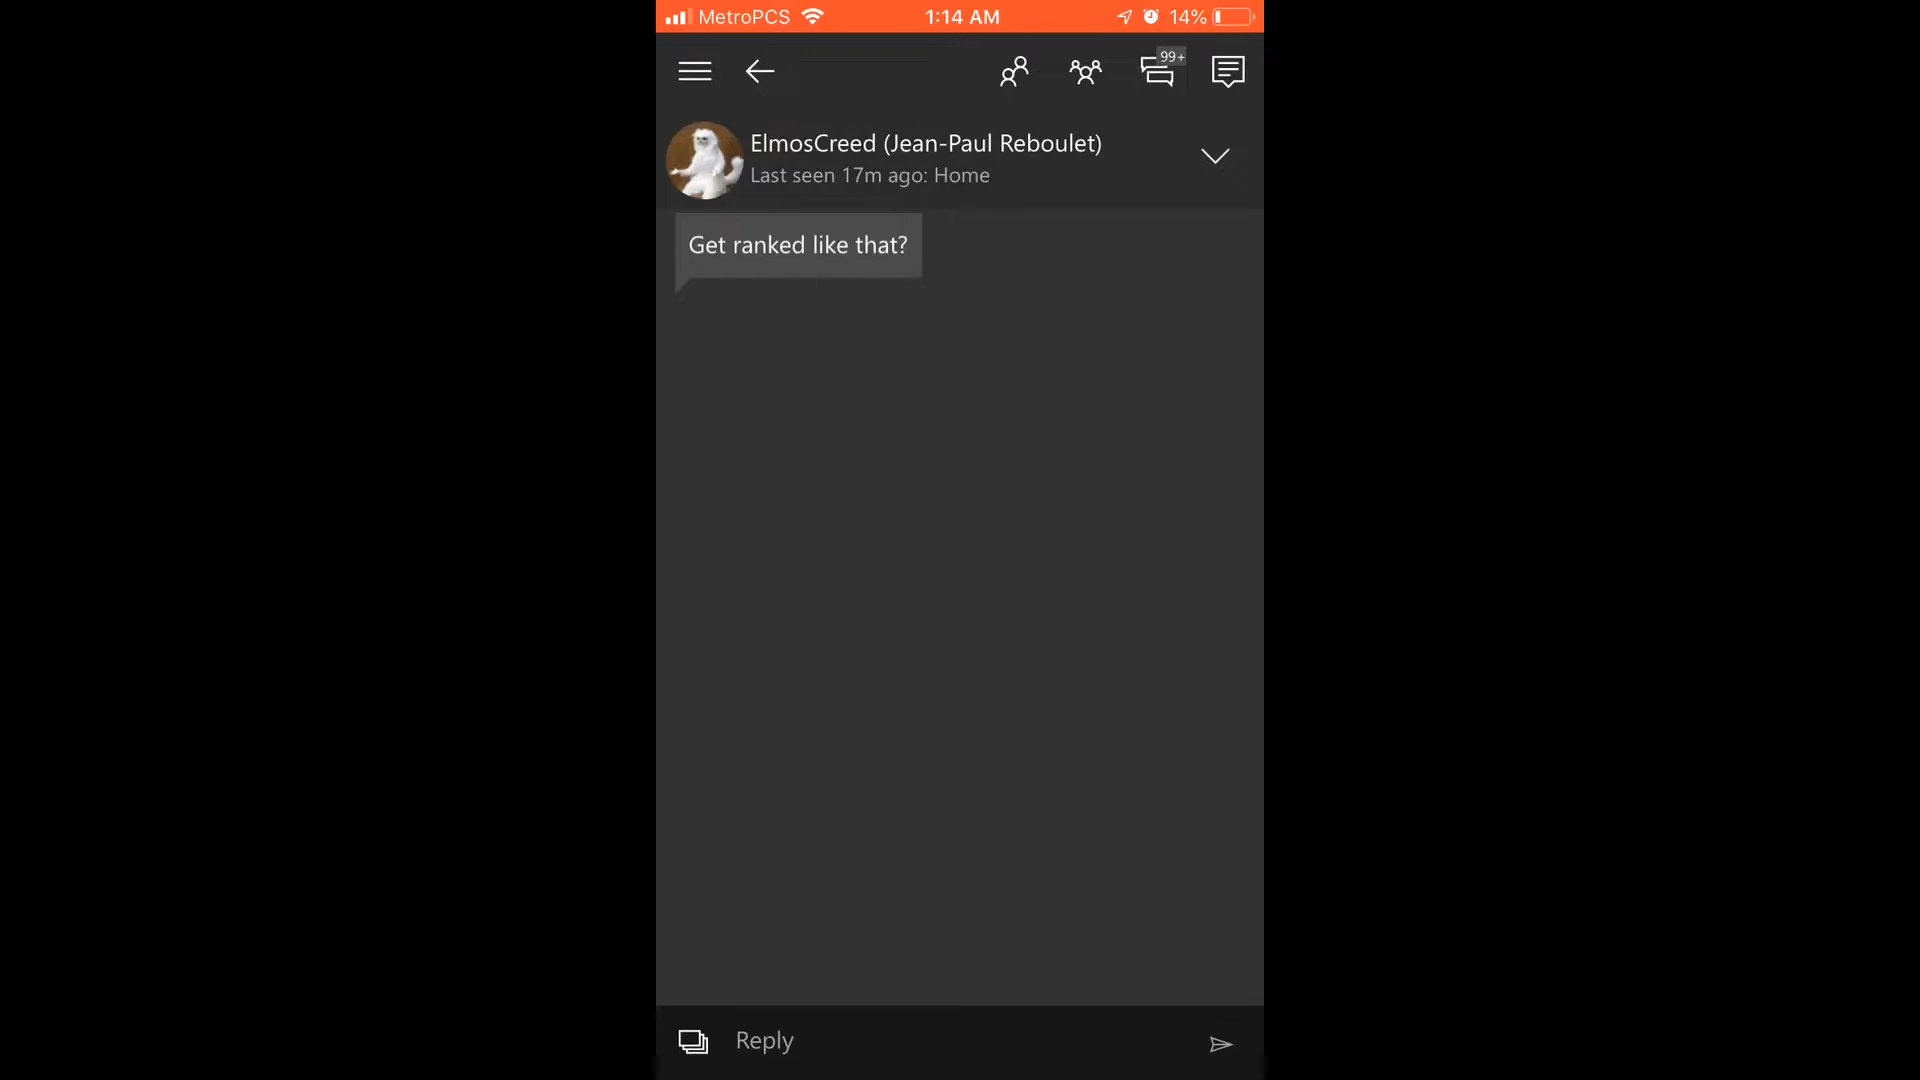 MetroPCS 1:14 AM 14%
99+
ElmosCreed (Jean-Paul Reboulet)
Last seen 17m ago: Home
Get ranked like that?
Reply